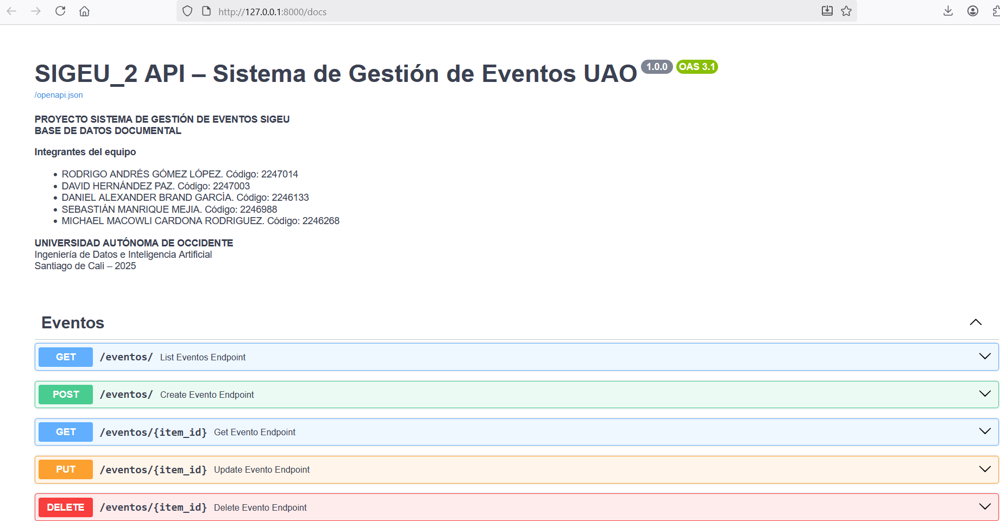 http://127.0.0.1:8000/docs
SIGEU_2 API – Sistema de Gestión de Eventos UAO 1.0.0 OAS 3.1
/openapi.json
PROYECTO SISTEMA DE GESTIÓN DE EVENTOS SIGEU
BASE DE DATOS DOCUMENTAL
Integrantes del equipo
• RODRIGO ANDRÉS GÓMEZ LÓPEZ. Código: 2247014
• DAVID HERNÁNDEZ PAZ. Código: 2247003
• DANIEL ALEXANDER BRAND GARCÍA. Código: 2246133
• SEBASTIÁN MANRIQUE MEJIA. Código: 2246988
• MICHAEL MACOWLI CARDONA RODRIGUEZ. Código: 2246268
UNIVERSIDAD AUTÓNOMA DE OCCIDENTE
Ingeniería de Datos e Inteligencia Artificial
Santiago de Cali – 2025
Eventos
GET /eventos/ List Eventos Endpoint
POST /eventos/ Create Evento Endpoint
GET /eventos/{item_id} Get Evento Endpoint
PUT /eventos/{item_id} Update Evento Endpoint
DELETE /eventos/{item_id} Delete Evento Endpoint